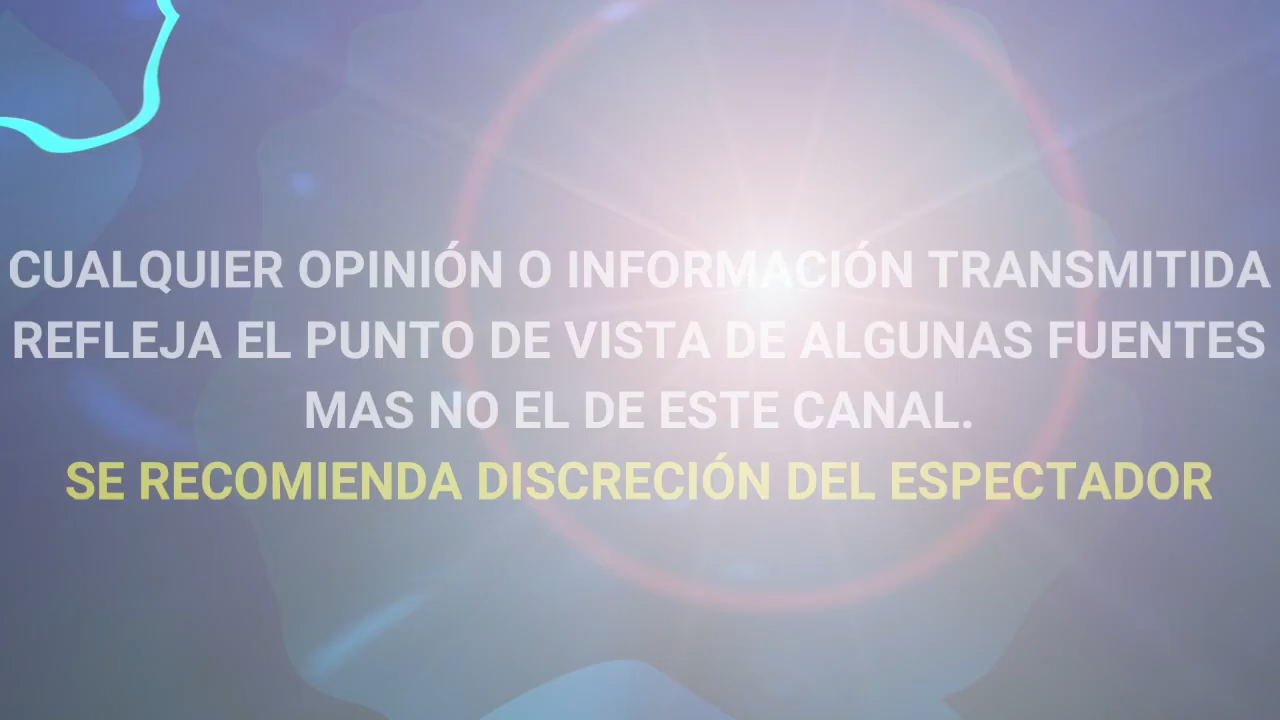 CUALQUIER OPINIÓN O INFORMACIÓN TRANSMITIDA
REFLEJA EL PUNTO DE VISTA DE ALGUNAS FUENTES
MAS NO EL DE ESTE CANAL.
SE RECOMIENDA DISCRECIÓN DEL ESPECTADOR